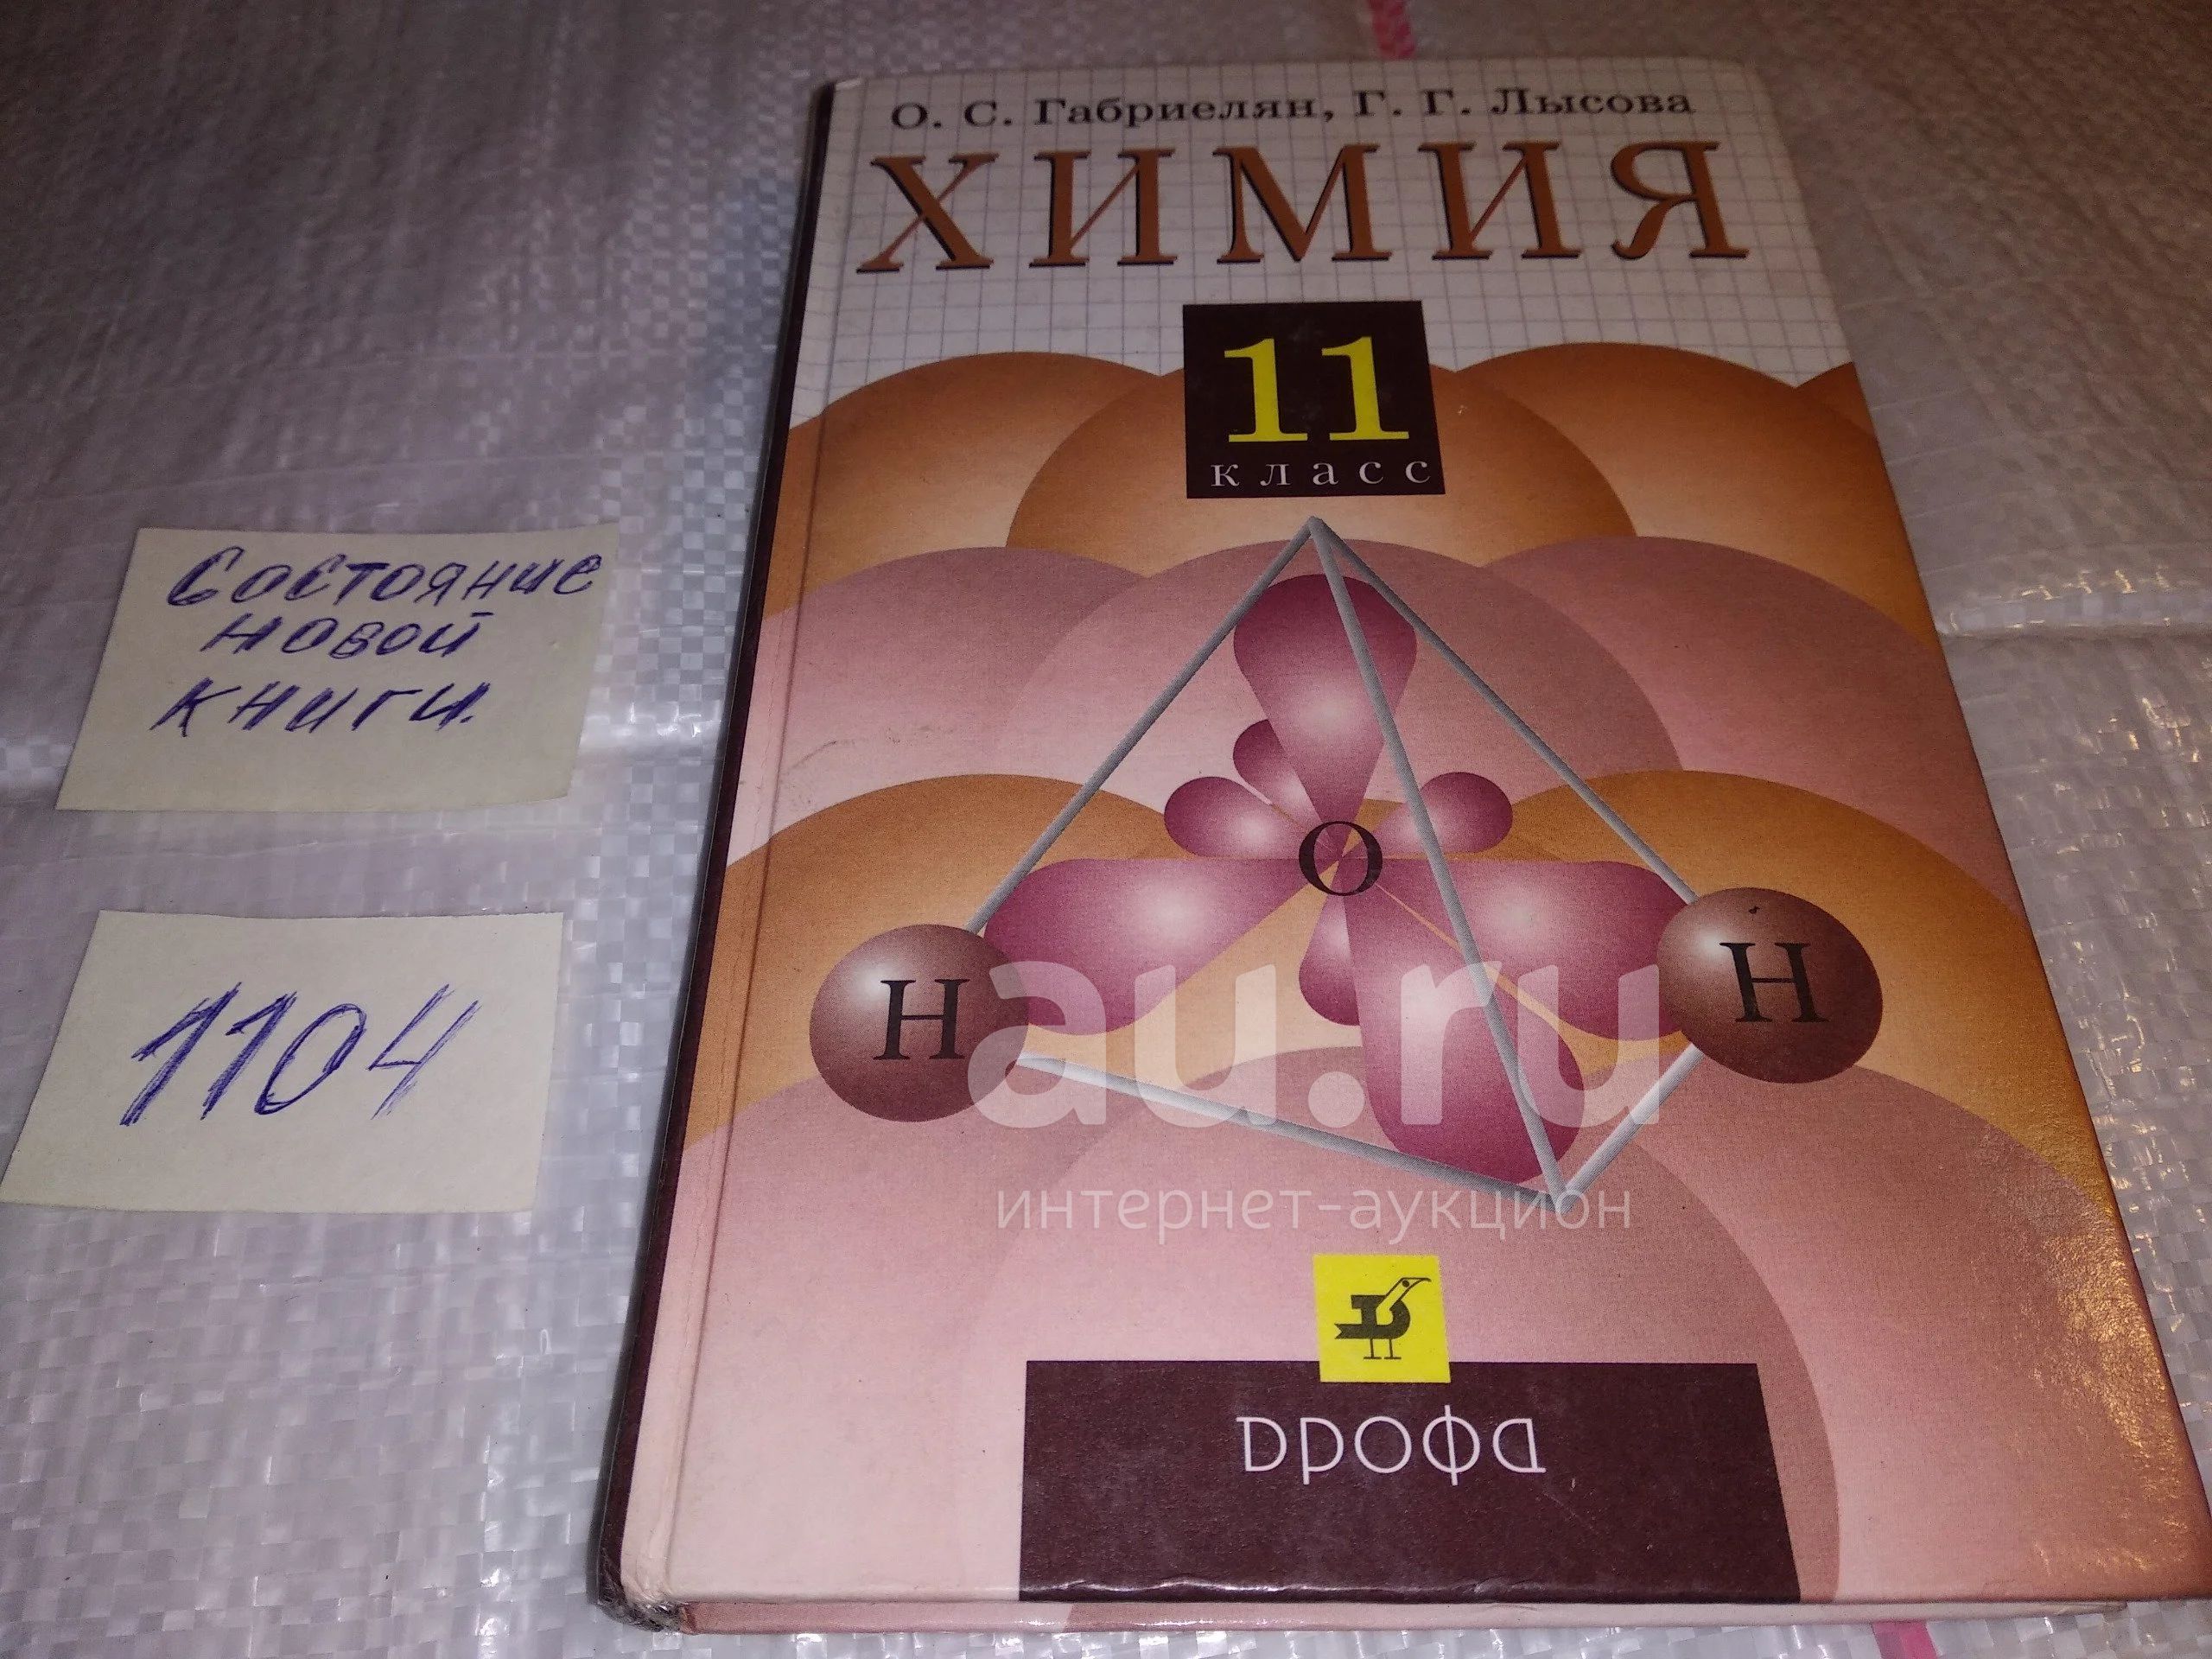 О. С. Габриелян, Г. Г. Лысова
ХИМИЯ
11
класс
Состояние
новой
книги.
О
Н
Н
au.ru
1104
интернет-аукцион
дрофа